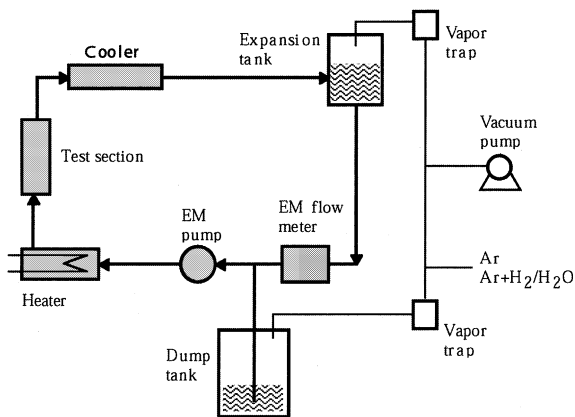 Cooler
Expansion
tank
Vapor
trap
Test section
Vacuum
pump
EM
pump
EM flow
meter
Heater
Ar
Ar+H2/H2O
Dump
tank
Vapor
trap